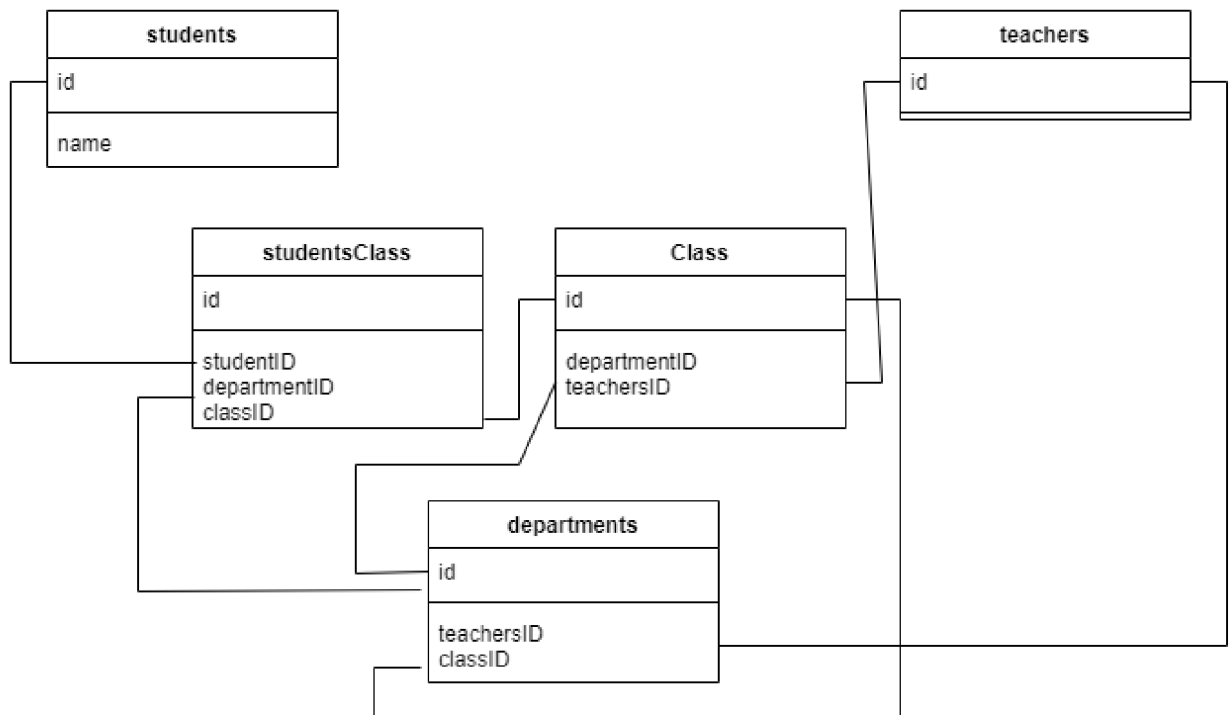 students
id
name
teachers
id
studentsClass
id
studentID
departmentID
classID
Class
id
departmentID
teachersID
departments
id
teachersID
classID